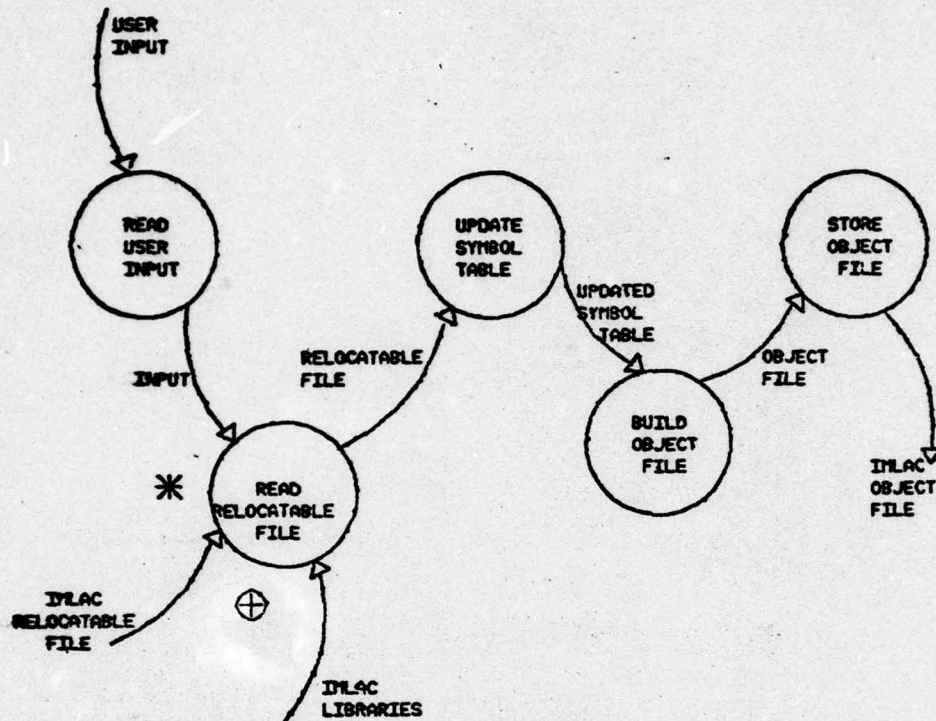 USER
INPUT
READ
USER
INPUT
INPUT
READ
RELOCATABLE
FILE
IMLAC
RELOCATABLE
FILE
IMLAC
LIBRARIES
RELOCATABLE
FILE
UPDATE
SYMBOL
TABLE
UPDATED
SYMBOL
TABLE
BUILD
OBJECT
FILE
OBJECT
FILE
STORE
OBJECT
FILE
IMLAC
OBJECT
FILE